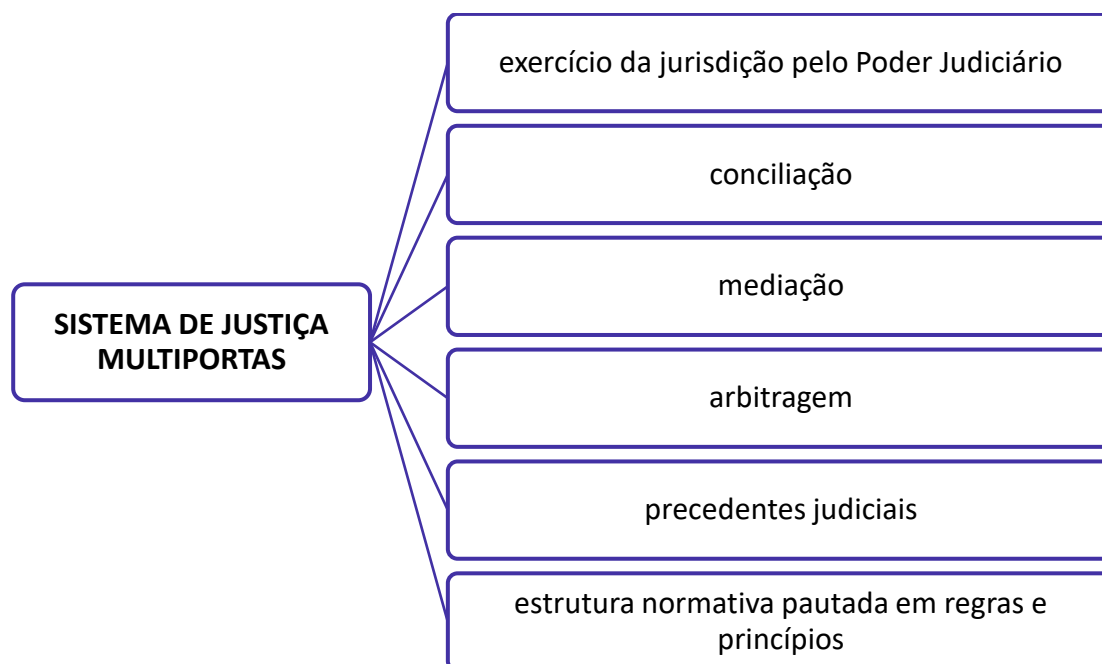 exercício da jurisdição pelo Poder Judiciário
conciliação
mediação
SISTEMA DE JUSTIÇA
MULTIPORTAS
arbitragem
precedentes judiciais
estrutura normativa pautada em regras e
princípios